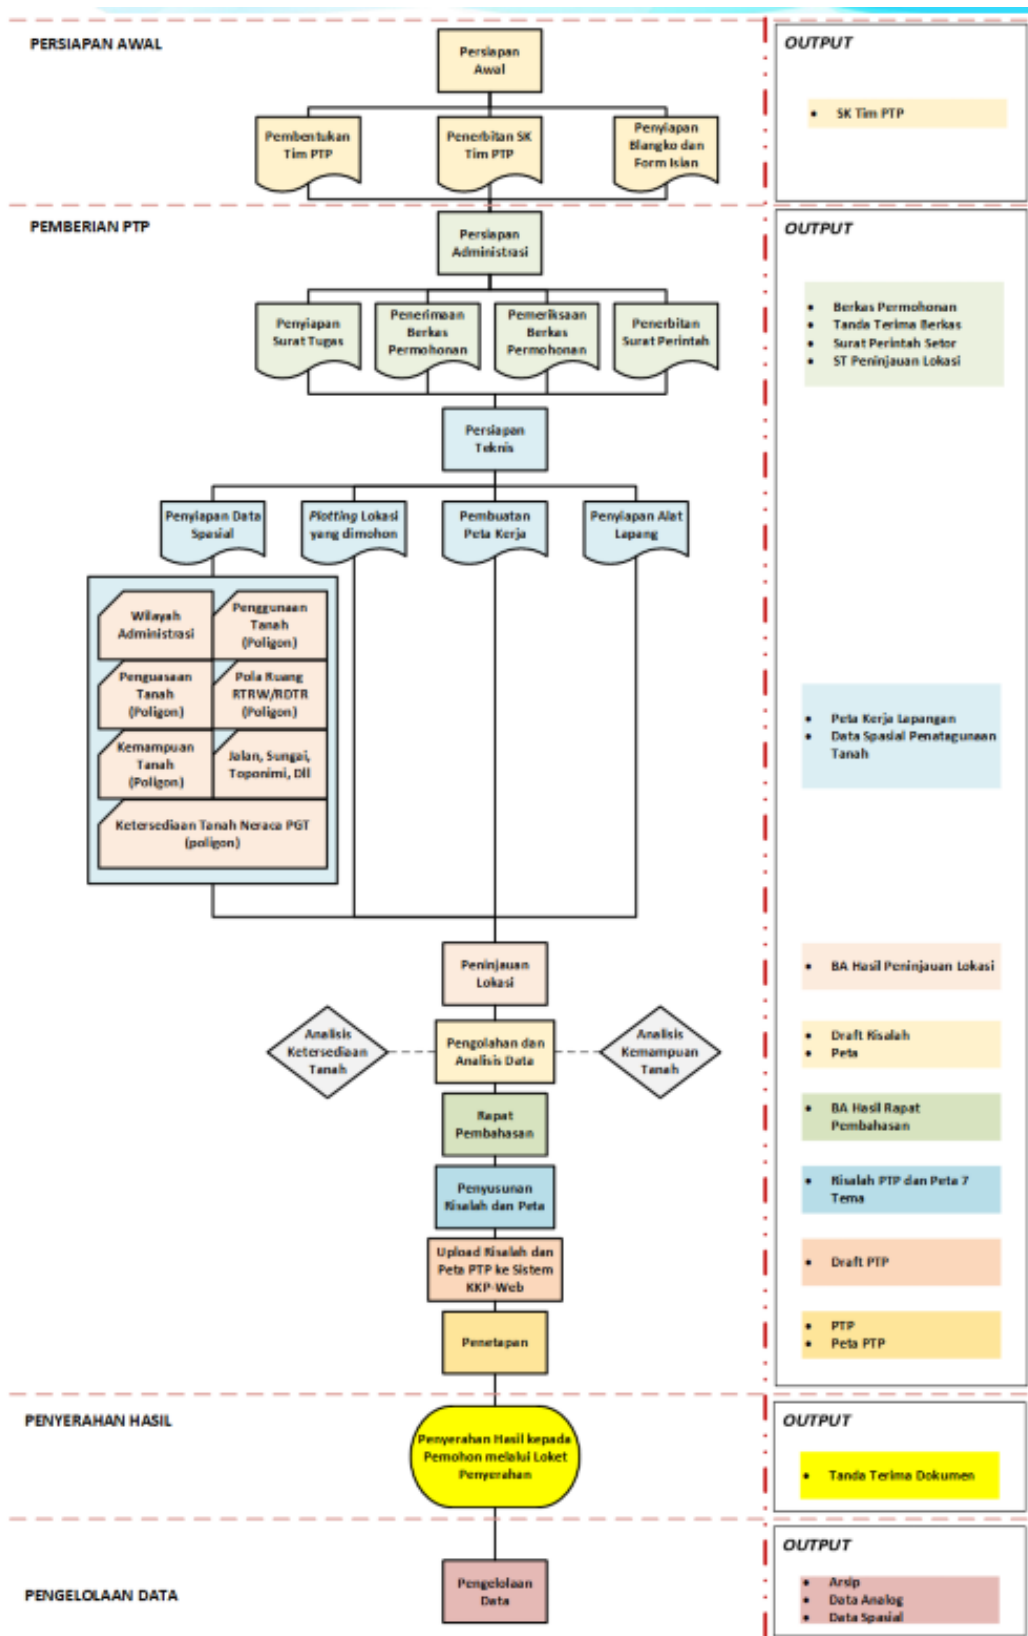 PERSIAPAN AWAL
Persiapan
Awal
Pembentukan
Tim PTP
Penerbitan SK
Tim PTP
Penyiapan
Blangko dan
Form Isian
OUTPUT
• SK Tim PTP
PEMBERIAN PTP
Persiapan
Administrasi
Penyiapan
Surat Tugas
Penerimaan
Berkas
Permohonan
Pemeriksaan
Berkas
Permohonan
Penerbitan
Surat Perintah
OUTPUT
• Berkas Permohonan
• Tanda Terima Berkas
• Surat Perintah Setor
• ST Peninjauan Lokasi
Persiapan
Teknis
Penyiapan Data
Spasial
Plotting Lokasi
yang dimohon
Pembuatan
Peta Kerja
Penyiapan Alat
Lapang
Wilayah
Administrasi
Penggunaan
Tanah
(Poligon)
Penguasaan
Tanah
(Poligon)
Pola Ruang
RTRW/RDTR
(Poligon)
Kemampuan
Tanah
(Poligon)
Jalan, Sungai,
Toponimi, Dll
Ketersediaan Tanah Neraca PGT
(poligon)
• Peta Kerja Lapangan
• Data Spasial Penatagunaan
Tanah
Peninjauan
Lokasi
• BA Hasil Peninjauan Lokasi
Analisis
Ketersediaan
Tanah
Pengolahan dan
Analisis Data
Analisis
Kemampuan
Tanah
• Draft Risalah
• Peta
Rapat
Pembahasan
• BA Hasil Rapat
Pembahasan
Penyusunan
Risalah dan Peta
• Risalah PTP dan Peta 7
Tema
Upload Risalah dan
Peta PTP ke Sistem
KKP-Web
• Draft PTP
Penetapan
• PTP
• Peta PTP
PENYERAHAN HASIL
Penyerahan Hasil kepada
Pemohon melalui Loket
Penyerahan
OUTPUT
• Tanda Terima Dokumen
PENGELOLAAN DATA
Pengelolaan
Data
OUTPUT
• Arsip
• Data Analog
• Data Spasial